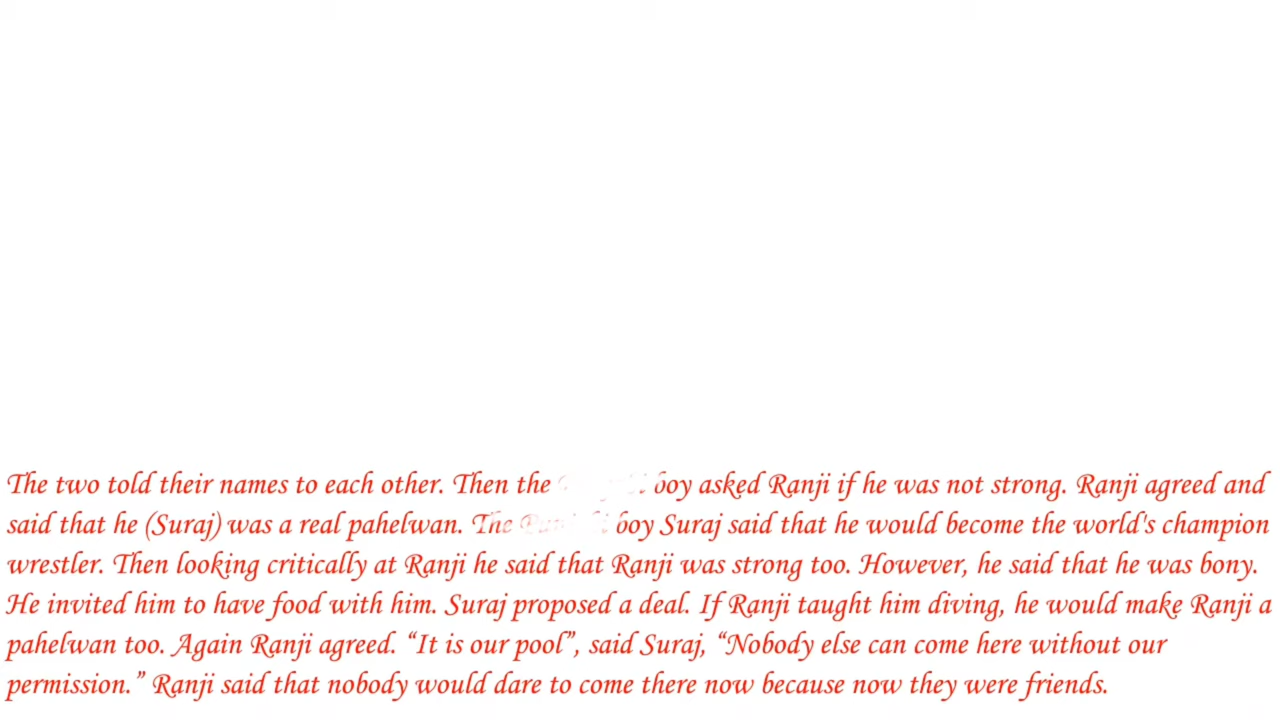 The two told their names to each other. Then the boy asked Ranji if he was not strong. Ranji agreed and
said that he (Suraj) was a real pahelwan. The boy Suraj said that he would become the world's champion
wrestler. Then looking critically at Ranji he said that Ranji was strong too. However, he said that he was bony.
He invited him to have food with him. Suraj proposed a deal. If Ranji taught him diving, he would make Ranji a
pahelwan too. Again Ranji agreed. “It is our pool”, said Suraj, “Nobody else can come here without our
permission.” Ranji said that nobody would dare to come there now because now they were friends.